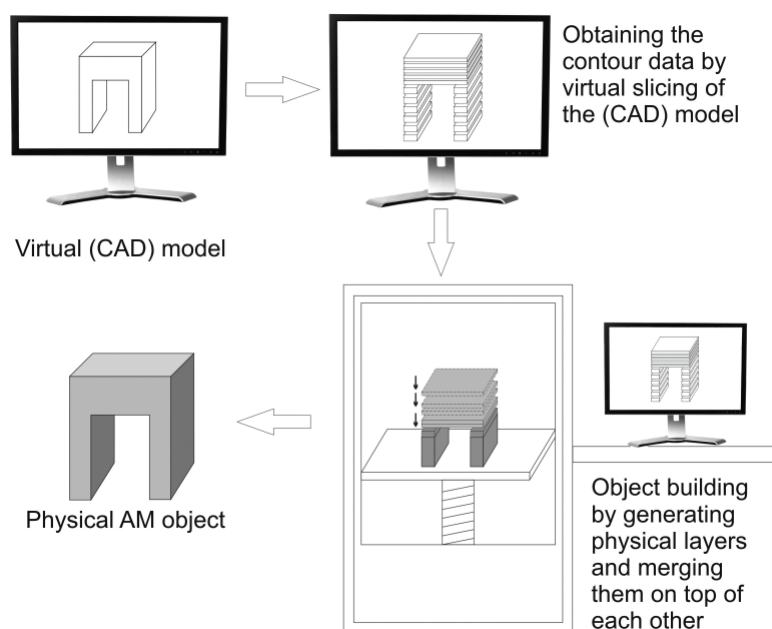 Obtaining the
contour data by
virtual slicing of
the (CAD) model
Virtual (CAD) model
Physical AM object
Object building
by generating
physical layers
and merging
them on top of
each other